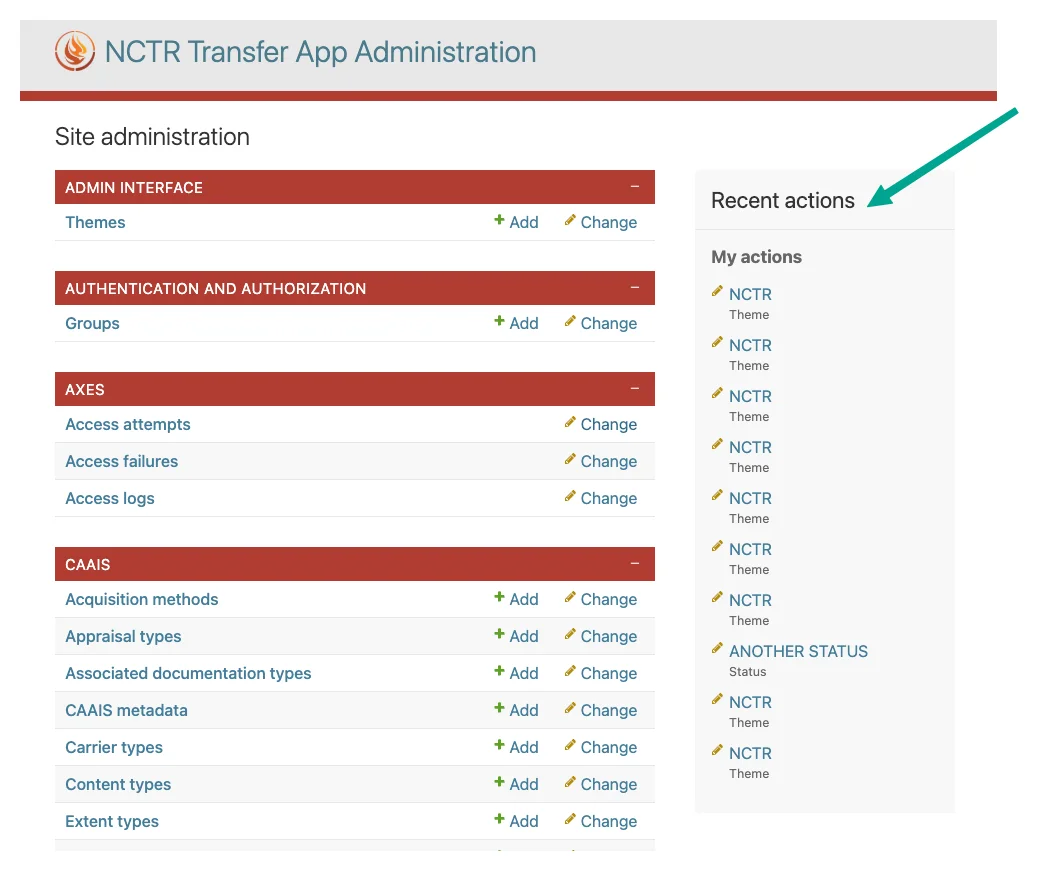 NCTR Transfer App Administration
Site administration
ADMIN INTERFACE −
Themes + Add Change
AUTHENTICATION AND AUTHORIZATION −
Groups + Add Change
AXES −
Access attempts Change
Access failures Change
Access logs Change
CAAIS −
Acquisition methods + Add Change
Appraisal types + Add Change
Associated documentation types + Add Change
CAAIS metadata + Add Change
Carrier types + Add Change
Content types + Add Change
Extent types + Add Change
Recent actions
My actions
NCTR
Theme
NCTR
Theme
NCTR
Theme
NCTR
Theme
NCTR
Theme
NCTR
Theme
NCTR
Theme
ANOTHER STATUS
Status
NCTR
Theme
NCTR
Theme